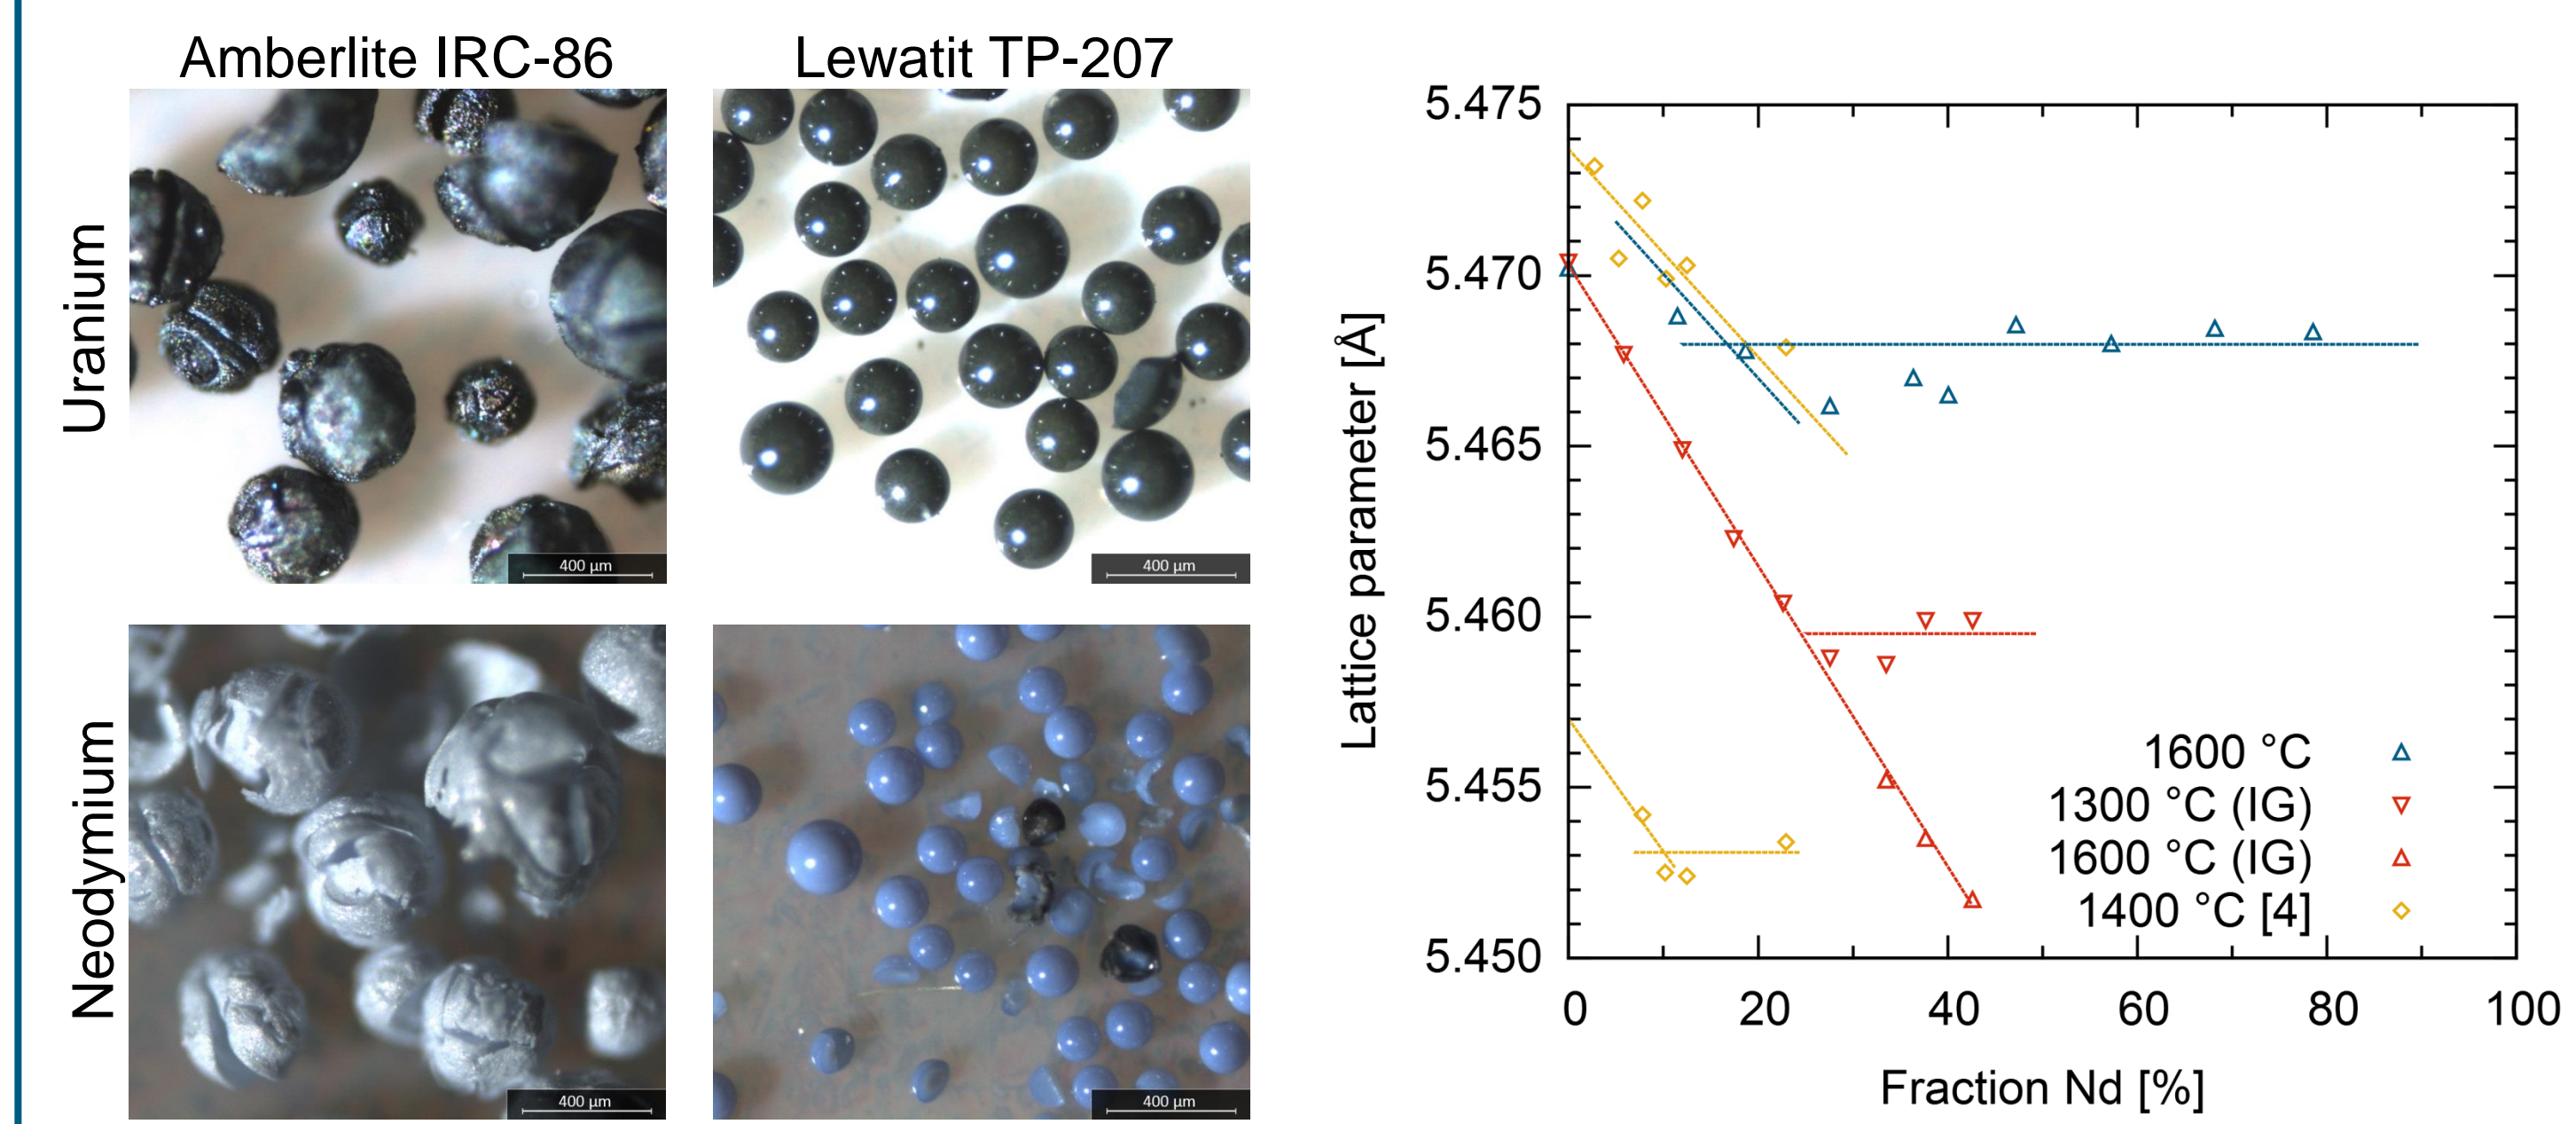 Amberlite IRC-86
Lewatit TP-207
Uranium
400 µm
400 µm
Neodymium
400 µm
400 µm
Lattice parameter [Å]
5.475
5.470
5.465
5.460
5.455
5.450
1600 °C
1300 °C (IG)
1600 °C (IG)
1400 °C [4]
0 20 40 60 80 100
Fraction Nd [%]